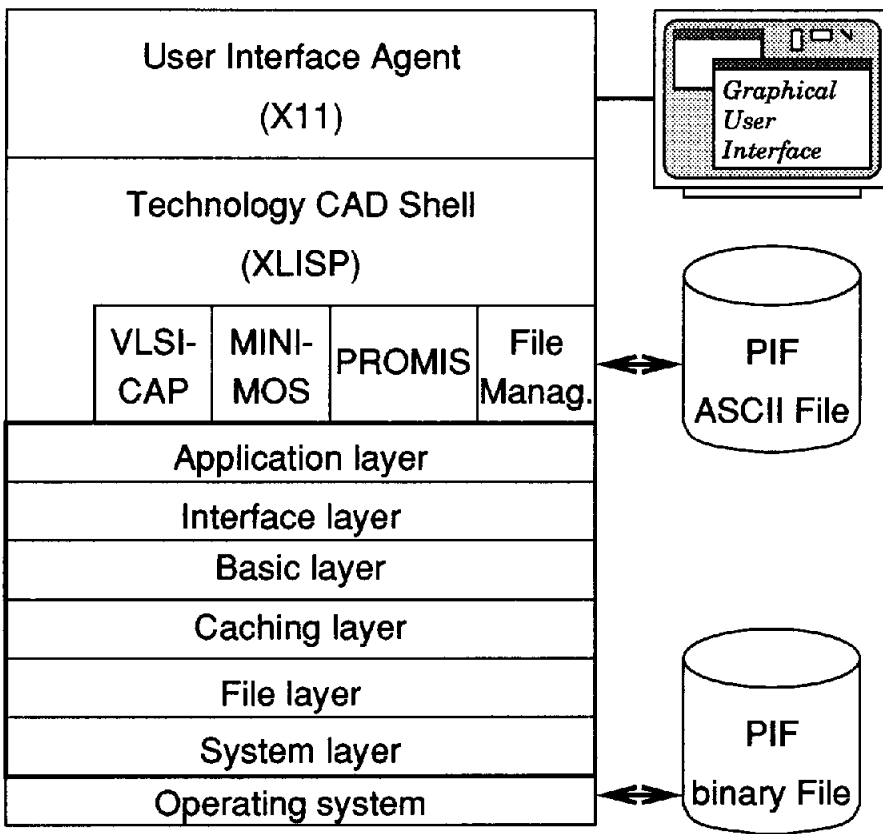 User Interface Agent
(X11)
Graphical
User
Interface
Technology CAD Shell
(XLISP)
VLSI-
CAP
MINI-
MOS
PROMIS
File
Manag.
PIF
ASCII File
Application layer
Interface layer
Basic layer
Caching layer
File layer
System layer
Operating system
PIF
binary File